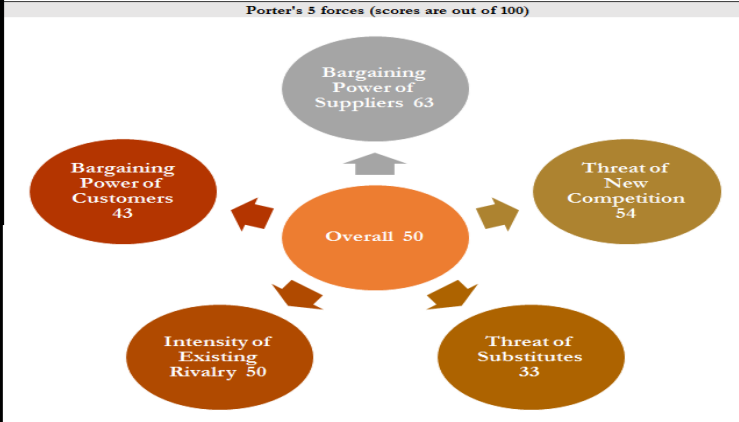 Porter's 5 forces (scores are out of 100)
Bargaining
Power of
Suppliers 63
Bargaining
Power of
Customers
43
Threat of
New
Competition
54
Overall 50
Intensity of
Existing
Rivalry 50
Threat of
Substitutes
33